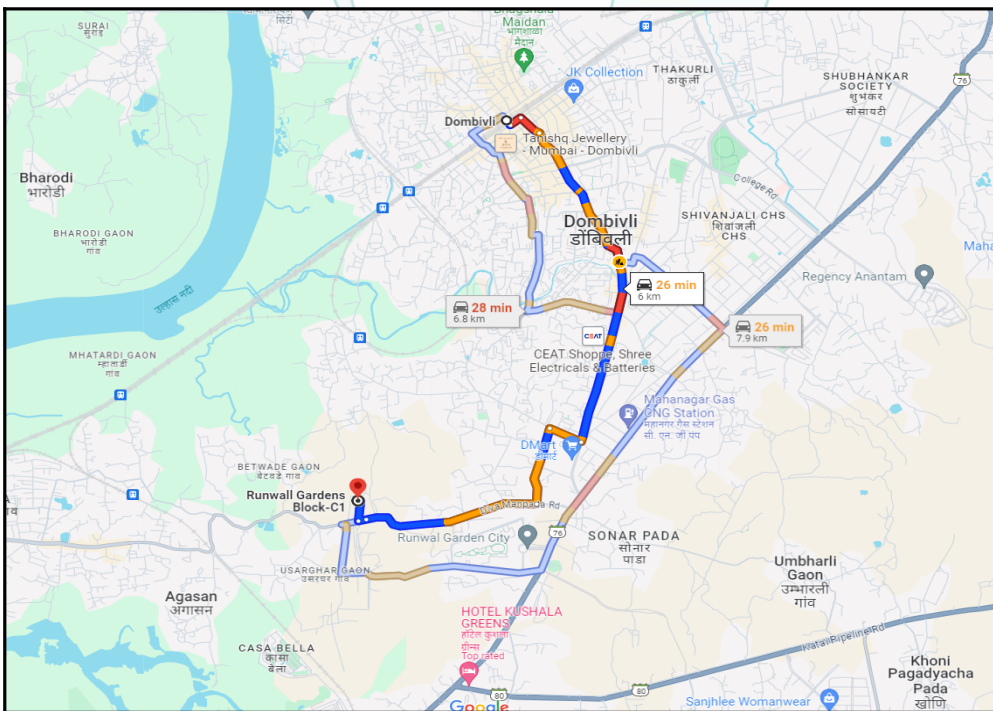 SURAI
सुराई
Maidan
भागशाळा
मैदान
JK Collection
THAKURLI
ठाकुर्ली
SHUBHANKAR
SOCIETY
शुभंकर
सोसायटी
76
Dombivli
Tanishq Jewellery
- Mumbai - Dombivli
Bharodi
भारोडी
College Rd
BHARODI GAON
भारोडी
गाव
Dombivli
डोंबिवली
SHIVANJALI CHS
शिवांजली
CHS
Regency Anantam
उल्हास नदी
26 min
6 km
28 min
6.8 km
26 min
7.9 km
CEAT
CEAT Shoppe, Shree
Electricals & Batteries
MHATARDI GAON
म्हातार्डी
गांव
Mahanagar Gas
CNG Station
महानगर गैस स्टेशन
सी. एन. जी पंप
DMart
डीमार्ट
BETWADE GAON
बेटवडे गाव
Runwall Gardens
Block-C1
Manpada Rd
Runwal Garden City
76
SONAR PADA
सोनार
पाडा
USARGHAR GAON
उसरघर गाव
Umbharli
Gaon
उम्भारली
गांव
Agasan
अगासन
HOTEL KUSHALA
GREENS
हॉटेल कुशला
ग्रीन्स
Top rated
CASA BELLA
कासा
बेला
Katai Pipeline Rd
Khoni
Pagadyacha
Pada
खोणि
80
80
Google
Sanjhlee Womanwear